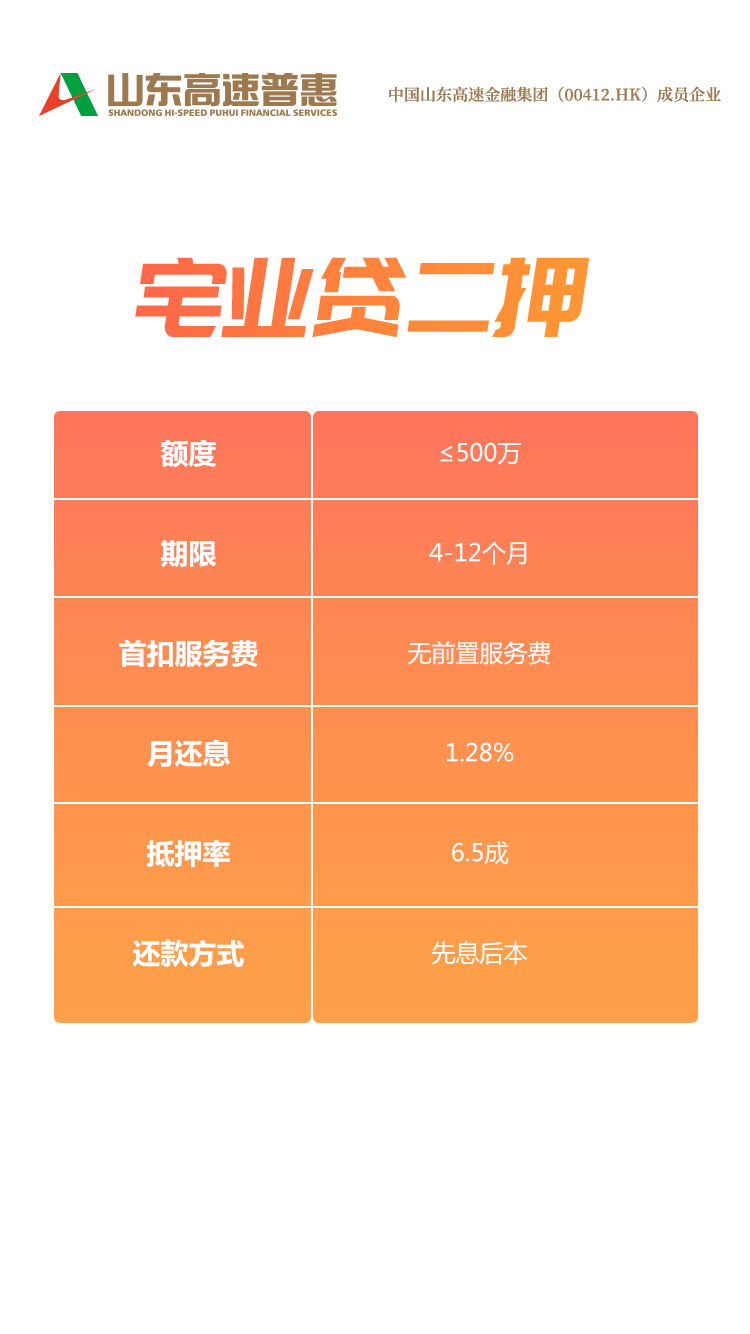 山东高速普惠
SHANDONG HI-SPEED PUHUI FINANCIAL SERVICES
中国山东高速金融集团（00412.HK）成员企业
宅业贷二押
额度 ≤500万
期限 4-12个月
首扣服务费 无前置服务费
月还息 1.28%
抵押率 6.5成
还款方式 先息后本